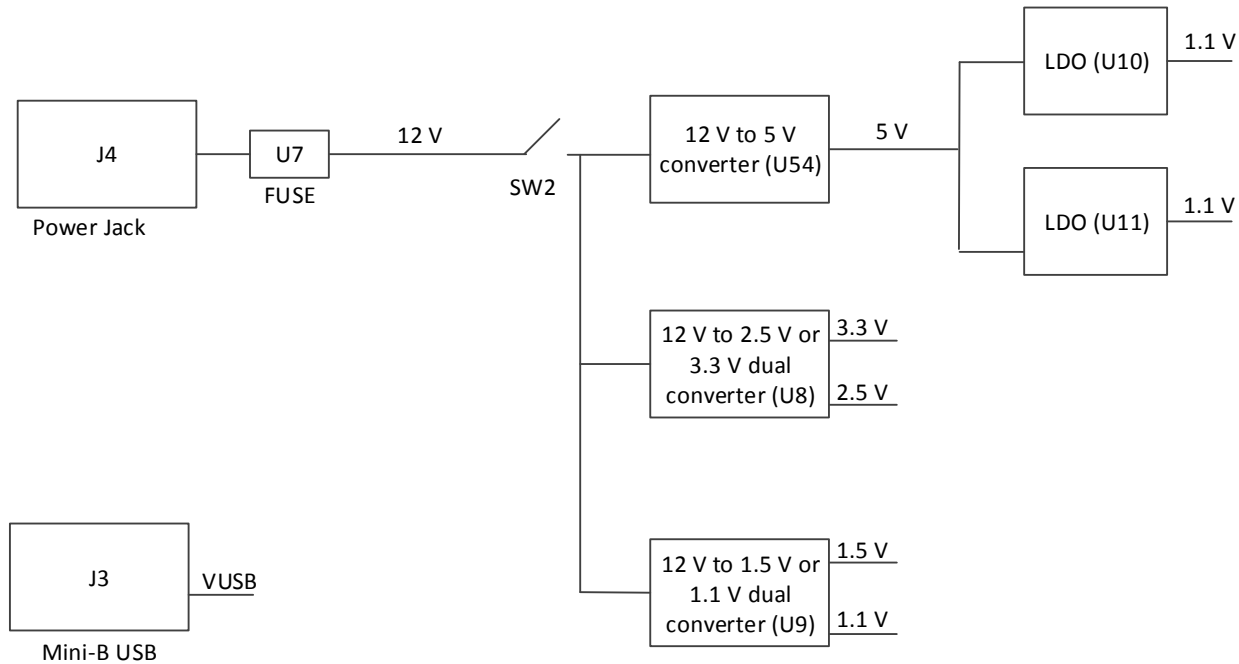 J4
Power Jack
U7
FUSE
12 V
SW2
12 V to 5 V
converter (U54)
5 V
LDO (U10)
1.1 V
LDO (U11)
1.1 V
12 V to 2.5 V or
3.3 V dual
converter (U8)
3.3 V
2.5 V
J3
Mini-B USB
VUSB
12 V to 1.5 V or
1.1 V dual
converter (U9)
1.5 V
1.1 V